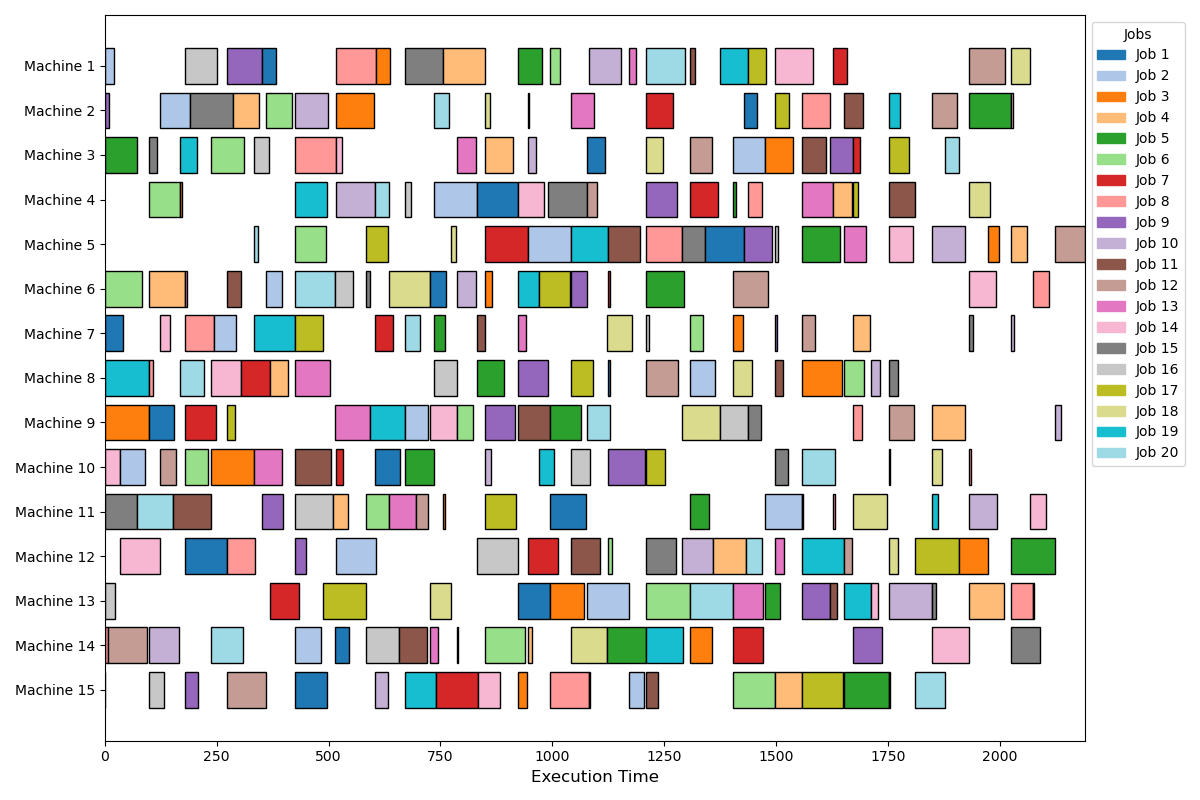 Machine 1
Machine 2
Machine 3
Machine 4
Machine 5
Machine 6
Machine 7
Machine 8
Machine 9
Machine 10
Machine 11
Machine 12
Machine 13
Machine 14
Machine 15
0 250 500 750 1000 1250 1500 1750 2000
Execution Time
Jobs
Job 1
Job 2
Job 3
Job 4
Job 5
Job 6
Job 7
Job 8
Job 9
Job 10
Job 11
Job 12
Job 13
Job 14
Job 15
Job 16
Job 17
Job 18
Job 19
Job 20